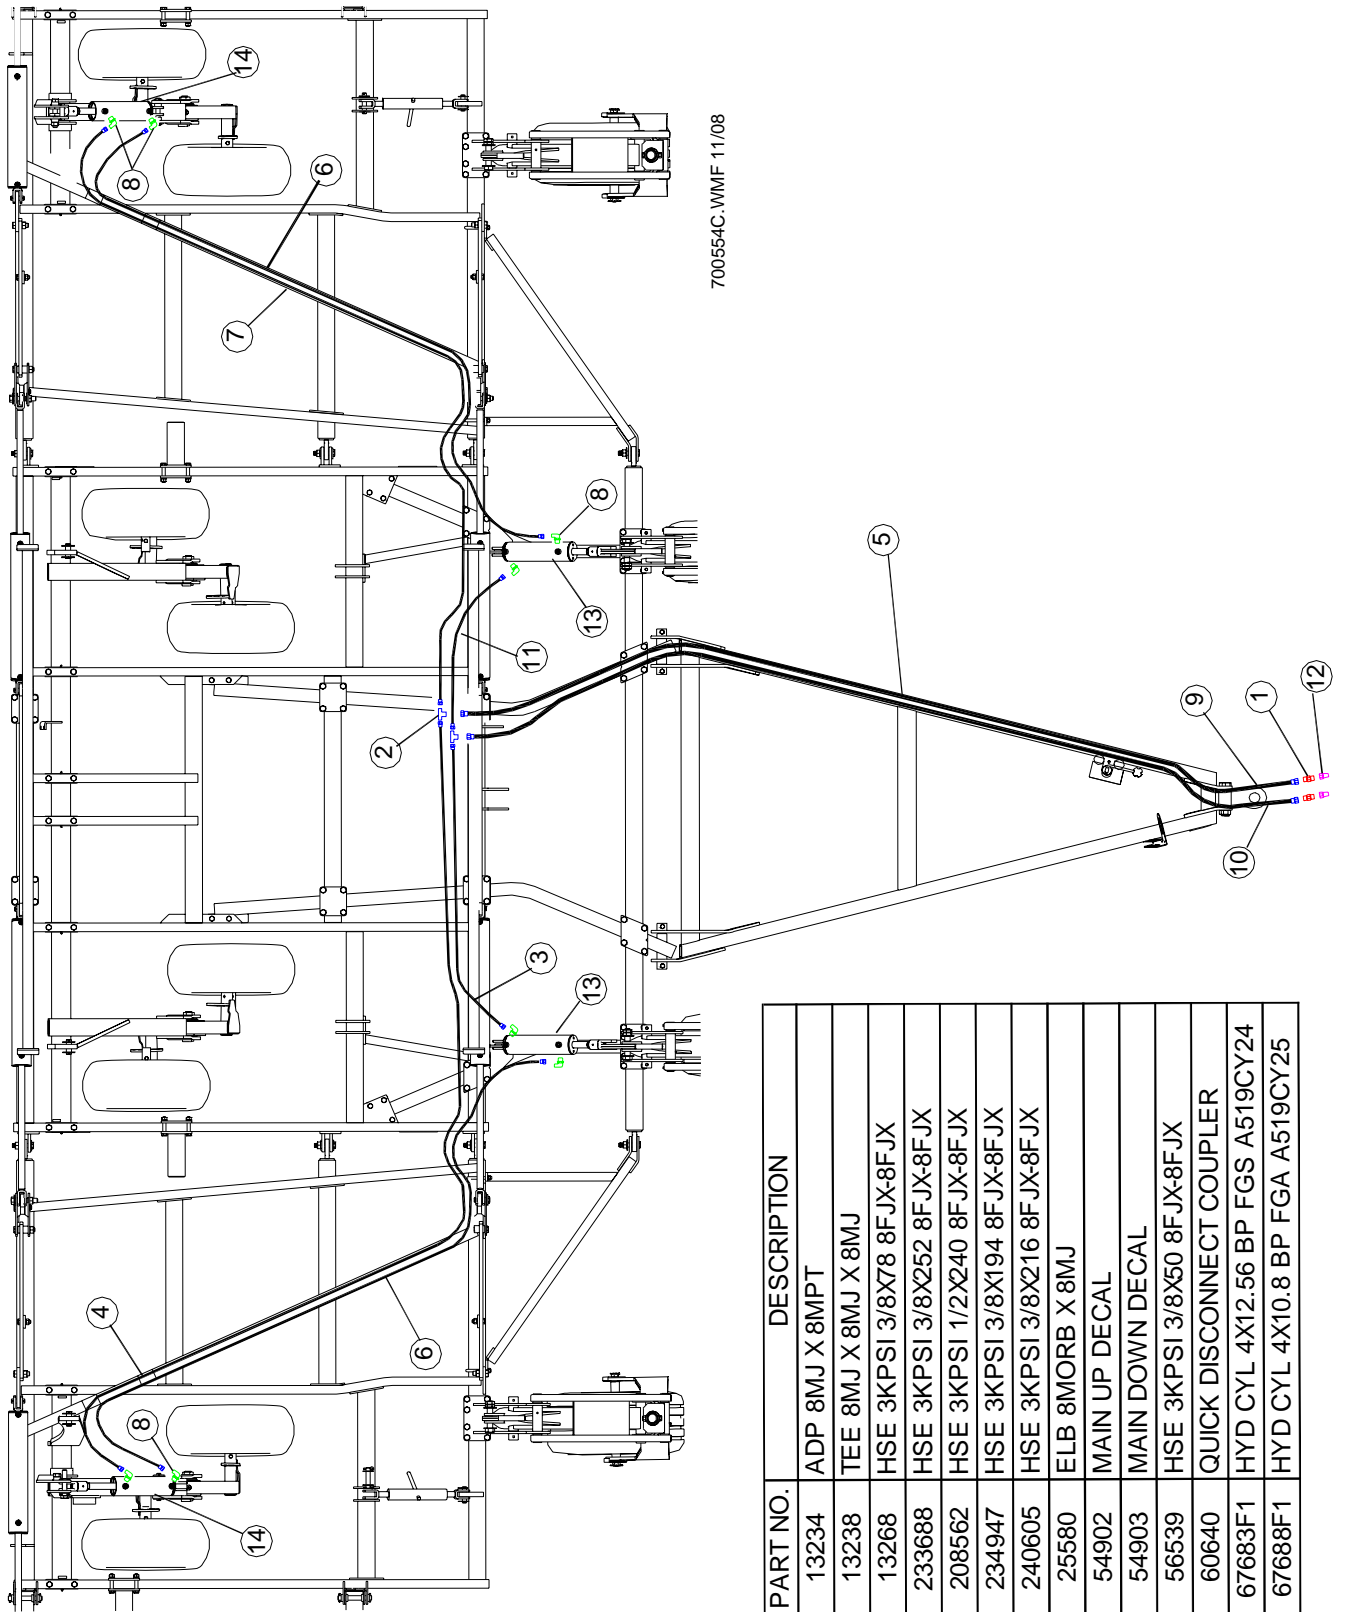 14
8
6
7
700554C.WMF 11/08
8
13
11
2
5
9
1
12
10
3
13
4
6
8
14
PART NO. DESCRIPTION
13234 ADP 8MJ X 8MPT
13238 TEE 8MJ X 8MJ X 8MJ
13268 HSE 3KPSI 3/8X78 8FJX-8FJX
233688 HSE 3KPSI 3/8X252 8FJX-8FJX
208562 HSE 3KPSI 1/2X240 8FJX-8FJX
234947 HSE 3KPSI 3/8X194 8FJX-8FJX
240605 HSE 3KPSI 3/8X216 8FJX-8FJX
25580 ELB 8MORB X 8MJ
54902 MAIN UP DECAL
54903 MAIN DOWN DECAL
56539 HSE 3KPSI 3/8X50 8FJX-8FJX
60640 QUICK DISCONNECT COUPLER
67683F1 HYD CYL 4X12.56 BP FGS A519CY24
67688F1 HYD CYL 4X10.8 BP FGA A519CY25